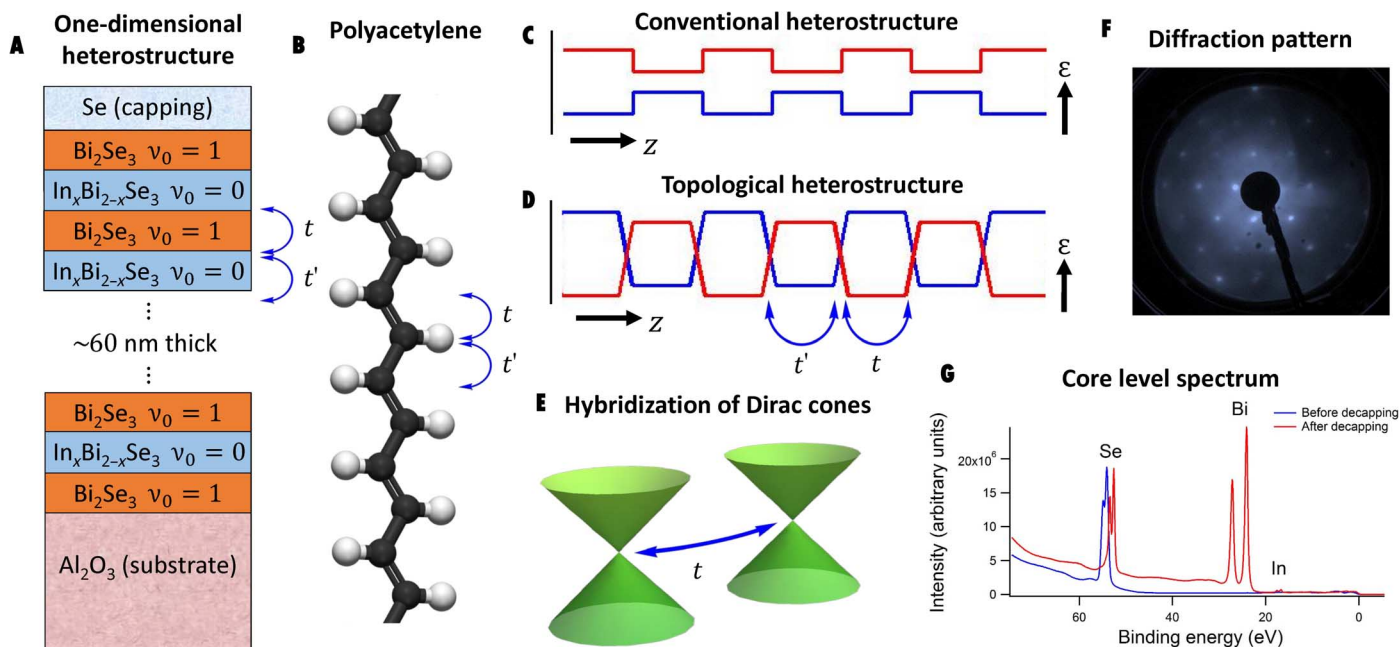 A
One-dimensional
heterostructure
Se (capping)
Bi₂Se₃ ν₀ = 1
InₓBi₂₋ₓSe₃ ν₀ = 0
Bi₂Se₃ ν₀ = 1
InₓBi₂₋ₓSe₃ ν₀ = 0
t
t'
⋮
~60 nm thick
⋮
Bi₂Se₃ ν₀ = 1
InₓBi₂₋ₓSe₃ ν₀ = 0
Bi₂Se₃ ν₀ = 1
Al₂O₃ (substrate)
B
Polyacetylene
t
t'
C
Conventional heterostructure
ε
z
D
Topological heterostructure
ε
z
t'
t
E
Hybridization of Dirac cones
t
F
Diffraction pattern
G
Core level spectrum
Before decapping
After decapping
Intensity (arbitrary units)
20x10⁶
15
10
5
0
Se
Bi
In
60
40
20
0
Binding energy (eV)